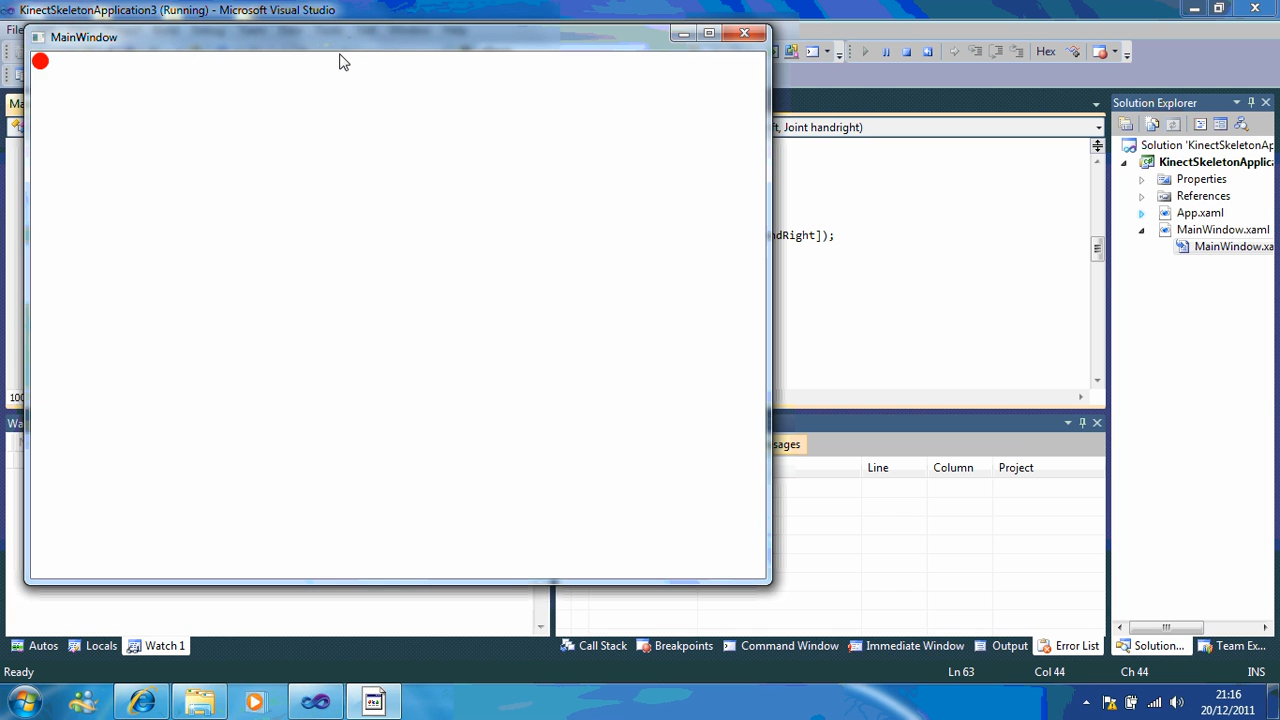 KinectSkeletonApplication3 (Running) - Microsoft Visual Studio
MainWindow
Hex
Solution Explorer
ft, Joint handright)
Solution 'KinectSkeletonAp
KinectSkeletonApplica
Properties
References
App.xaml
MainWindow.xaml
MainWindow.xa
ndRight]);
100
sages
Line
Column
Project
Autos
Locals
Watch 1
Call Stack
Breakpoints
Command Window
Immediate Window
Output
Error List
Solution...
Team Ex...
Ready
Ln 63
Col 44
Ch 44
INS
21:16
20/12/2011